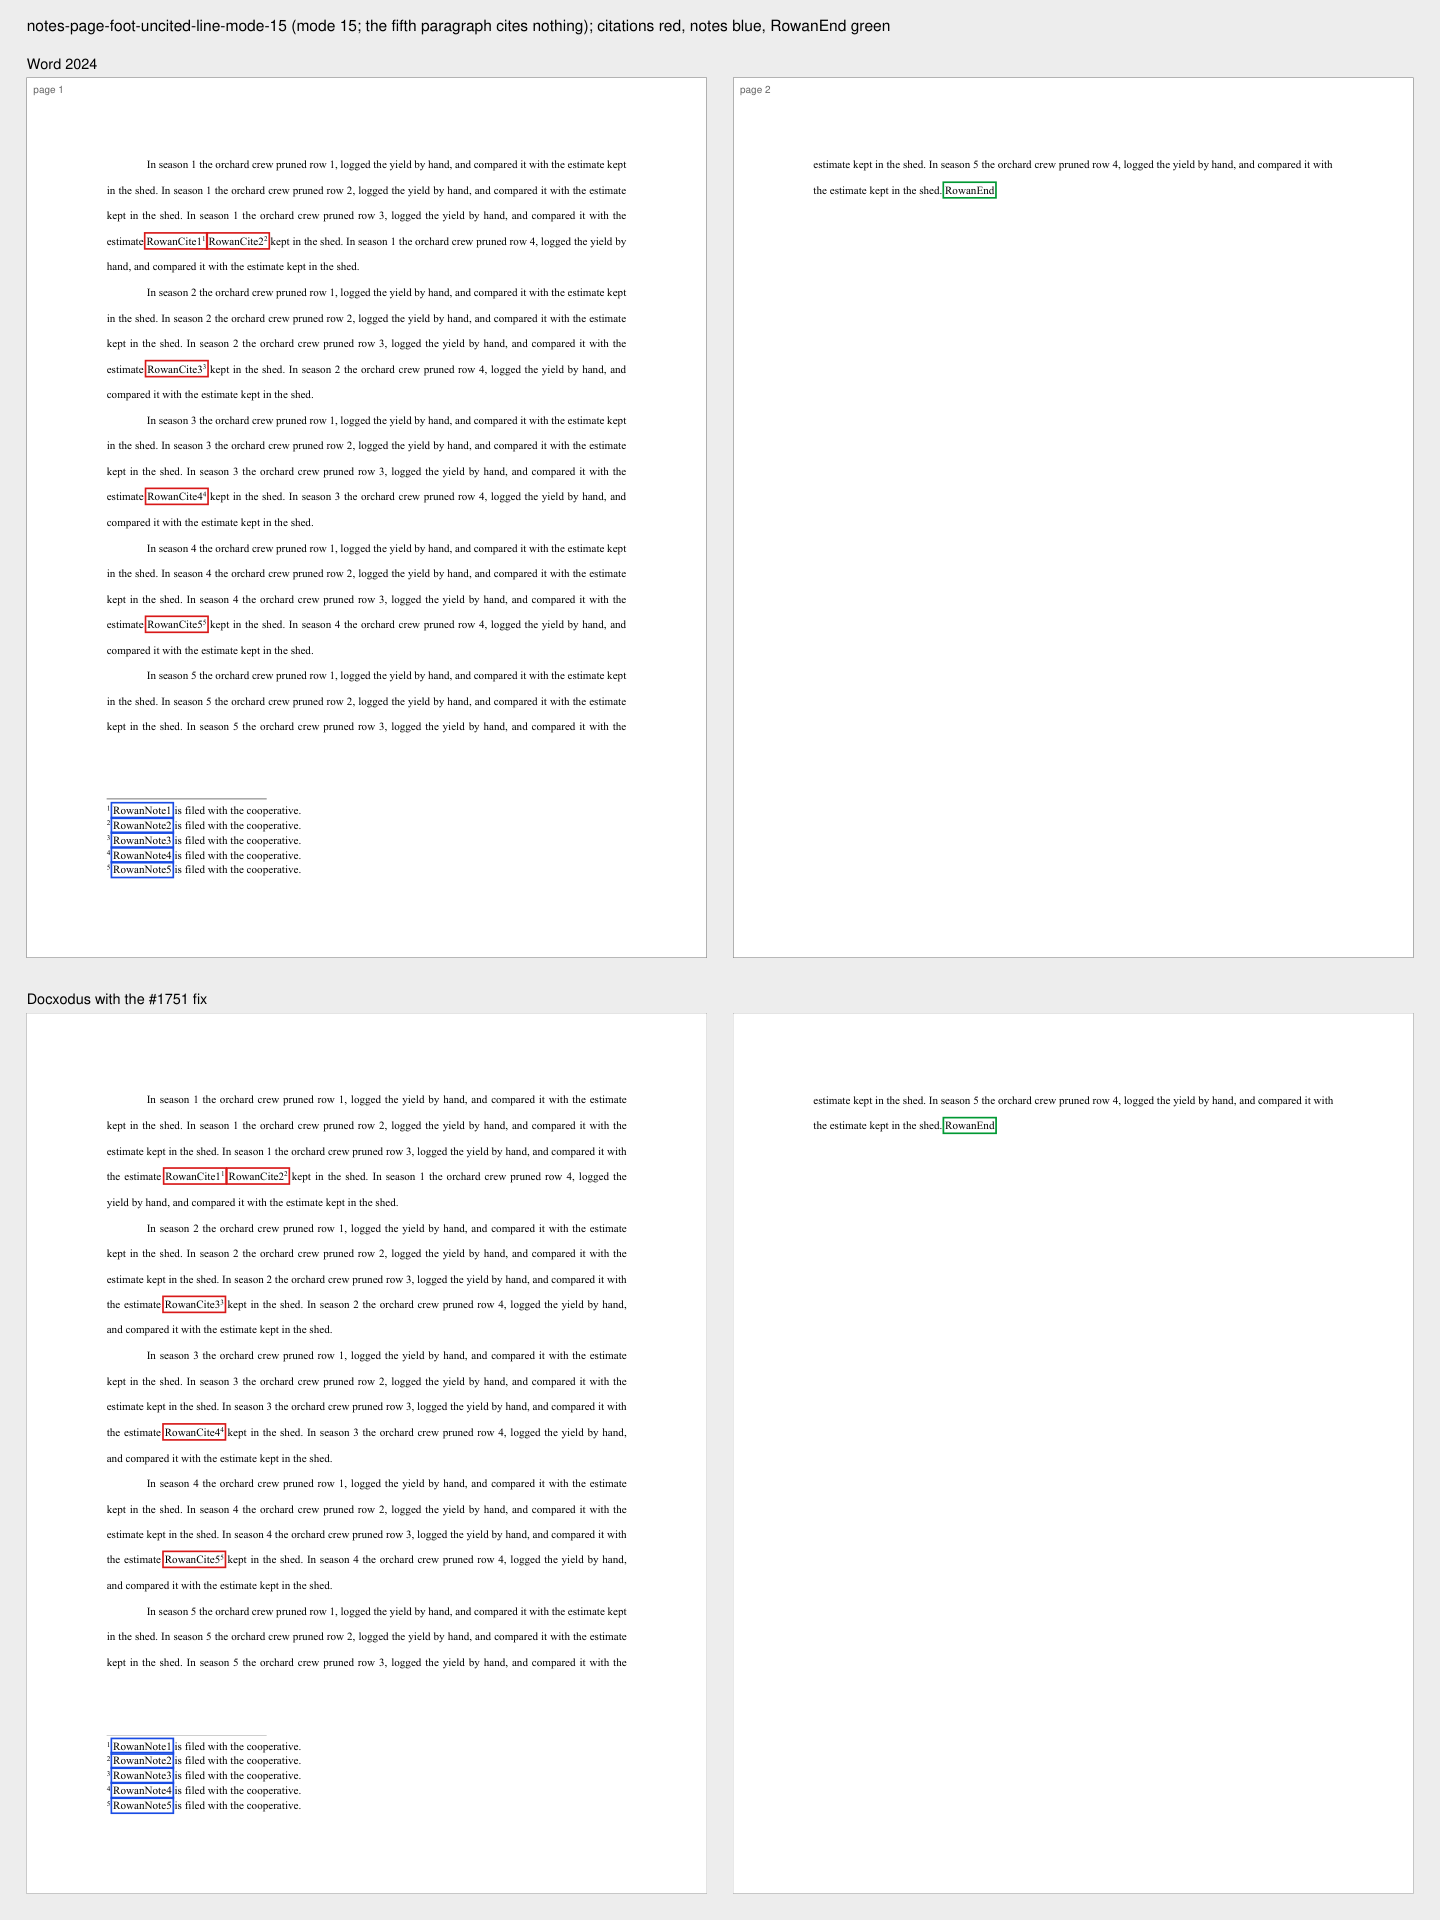 notes-page-foot-uncited-line-mode-15 (mode 15; the fifth paragraph cites nothing); citations red, notes blue, RowanEnd green
Word 2024
page 1
In season 1 the orchard crew pruned row 1, logged the yield by hand, and compared it with the estimate kept
in the shed. In season 1 the orchard crew pruned row 2, logged the yield by hand, and compared it with the estimate
kept in the shed. In season 1 the orchard crew pruned row 3, logged the yield by hand, and compared it with the
estimate RowanCite1¹ RowanCite2² kept in the shed. In season 1 the orchard crew pruned row 4, logged the yield by
hand, and compared it with the estimate kept in the shed.
In season 2 the orchard crew pruned row 1, logged the yield by hand, and compared it with the estimate kept
in the shed. In season 2 the orchard crew pruned row 2, logged the yield by hand, and compared it with the estimate
kept in the shed. In season 2 the orchard crew pruned row 3, logged the yield by hand, and compared it with the
estimate RowanCite3³ kept in the shed. In season 2 the orchard crew pruned row 4, logged the yield by hand, and
compared it with the estimate kept in the shed.
In season 3 the orchard crew pruned row 1, logged the yield by hand, and compared it with the estimate kept
in the shed. In season 3 the orchard crew pruned row 2, logged the yield by hand, and compared it with the estimate
kept in the shed. In season 3 the orchard crew pruned row 3, logged the yield by hand, and compared it with the
estimate RowanCite4⁴ kept in the shed. In season 3 the orchard crew pruned row 4, logged the yield by hand, and
compared it with the estimate kept in the shed.
In season 4 the orchard crew pruned row 1, logged the yield by hand, and compared it with the estimate kept
in the shed. In season 4 the orchard crew pruned row 2, logged the yield by hand, and compared it with the estimate
kept in the shed. In season 4 the orchard crew pruned row 3, logged the yield by hand, and compared it with the
estimate RowanCite5⁵ kept in the shed. In season 4 the orchard crew pruned row 4, logged the yield by hand, and
compared it with the estimate kept in the shed.
In season 5 the orchard crew pruned row 1, logged the yield by hand, and compared it with the estimate kept
in the shed. In season 5 the orchard crew pruned row 2, logged the yield by hand, and compared it with the estimate
kept in the shed. In season 5 the orchard crew pruned row 3, logged the yield by hand, and compared it with the
¹ RowanNote1 is filed with the cooperative.
² RowanNote2 is filed with the cooperative.
³ RowanNote3 is filed with the cooperative.
⁴ RowanNote4 is filed with the cooperative.
⁵ RowanNote5 is filed with the cooperative.
page 2
estimate kept in the shed. In season 5 the orchard crew pruned row 4, logged the yield by hand, and compared it with
the estimate kept in the shed. RowanEnd
Docxodus with the #1751 fix
In season 1 the orchard crew pruned row 1, logged the yield by hand, and compared it with the estimate
kept in the shed. In season 1 the orchard crew pruned row 2, logged the yield by hand, and compared it with the
estimate kept in the shed. In season 1 the orchard crew pruned row 3, logged the yield by hand, and compared it with
the estimate RowanCite1¹ RowanCite2² kept in the shed. In season 1 the orchard crew pruned row 4, logged the
yield by hand, and compared it with the estimate kept in the shed.
In season 2 the orchard crew pruned row 1, logged the yield by hand, and compared it with the estimate
kept in the shed. In season 2 the orchard crew pruned row 2, logged the yield by hand, and compared it with the
estimate kept in the shed. In season 2 the orchard crew pruned row 3, logged the yield by hand, and compared it with
the estimate RowanCite3³ kept in the shed. In season 2 the orchard crew pruned row 4, logged the yield by hand,
and compared it with the estimate kept in the shed.
In season 3 the orchard crew pruned row 1, logged the yield by hand, and compared it with the estimate
kept in the shed. In season 3 the orchard crew pruned row 2, logged the yield by hand, and compared it with the
estimate kept in the shed. In season 3 the orchard crew pruned row 3, logged the yield by hand, and compared it with
the estimate RowanCite4⁴ kept in the shed. In season 3 the orchard crew pruned row 4, logged the yield by hand,
and compared it with the estimate kept in the shed.
In season 4 the orchard crew pruned row 1, logged the yield by hand, and compared it with the estimate
kept in the shed. In season 4 the orchard crew pruned row 2, logged the yield by hand, and compared it with the
estimate kept in the shed. In season 4 the orchard crew pruned row 3, logged the yield by hand, and compared it with
the estimate RowanCite5⁵ kept in the shed. In season 4 the orchard crew pruned row 4, logged the yield by hand,
and compared it with the estimate kept in the shed.
In season 5 the orchard crew pruned row 1, logged the yield by hand, and compared it with the estimate kept
in the shed. In season 5 the orchard crew pruned row 2, logged the yield by hand, and compared it with the estimate
kept in the shed. In season 5 the orchard crew pruned row 3, logged the yield by hand, and compared it with the
¹ RowanNote1 is filed with the cooperative.
² RowanNote2 is filed with the cooperative.
³ RowanNote3 is filed with the cooperative.
⁴ RowanNote4 is filed with the cooperative.
⁵ RowanNote5 is filed with the cooperative.
estimate kept in the shed. In season 5 the orchard crew pruned row 4, logged the yield by hand, and compared it with
the estimate kept in the shed. RowanEnd